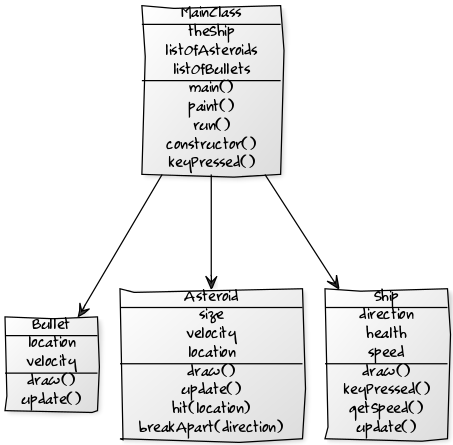 MainClass
theShip
listOfAsteroids
listOfBullets
main()
paint()
run()
constructor()
keyPressed()
Bullet
location
velocity
draw()
update()
Asteroid
size
velocity
location
draw()
update()
hit(location)
breakApart(direction)
Ship
direction
health
speed
draw()
keyPressed()
getSpeed()
update()